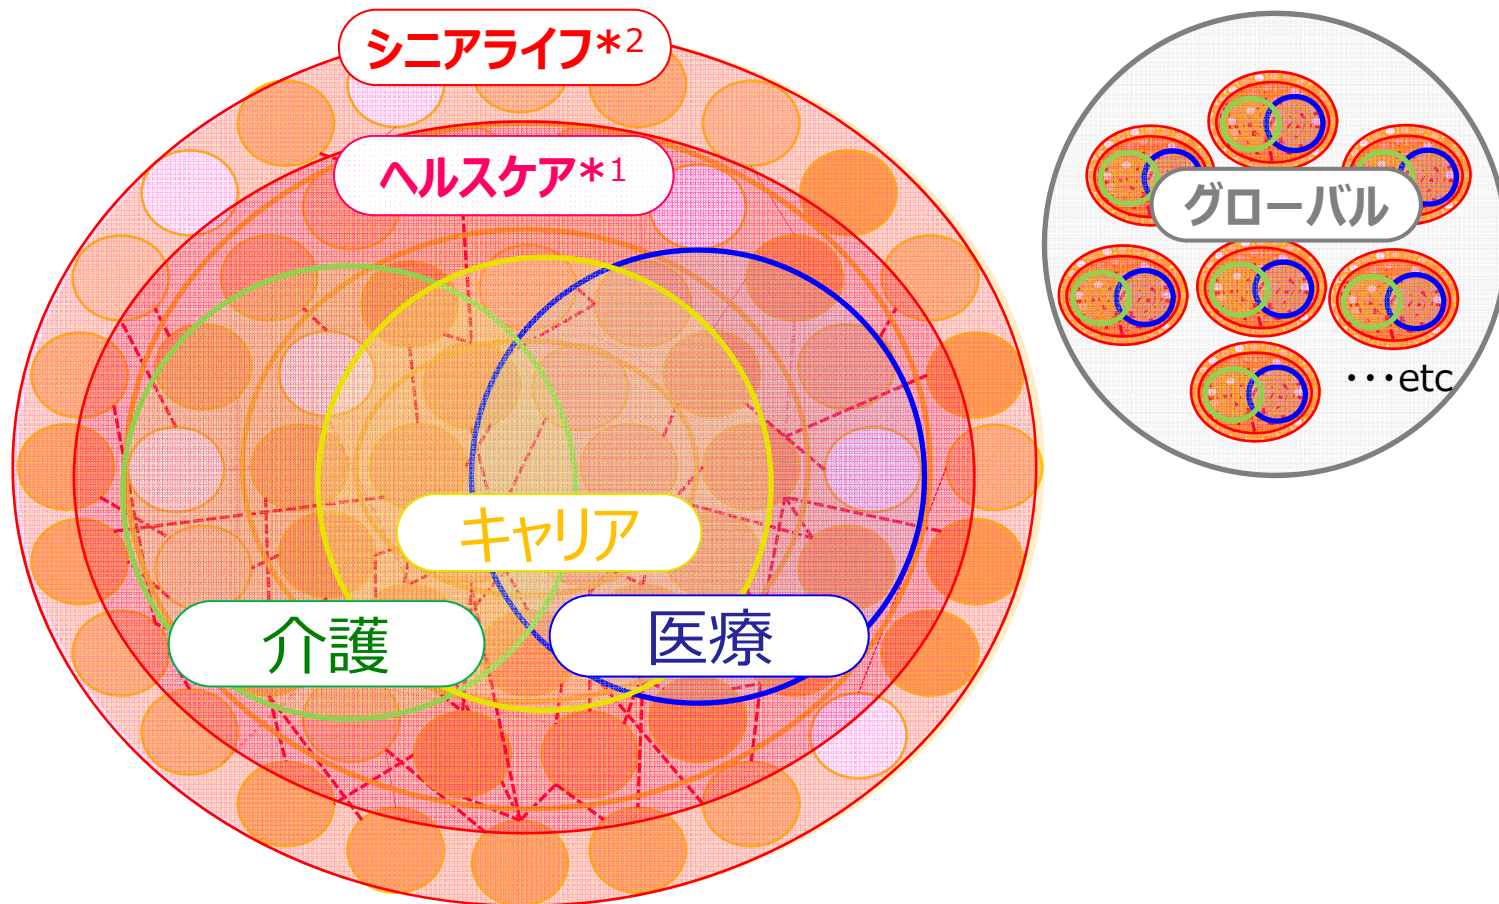 シニアライフ*2
ヘルスケア*1
キャリア
介護
医療
グローバル
・・・etc